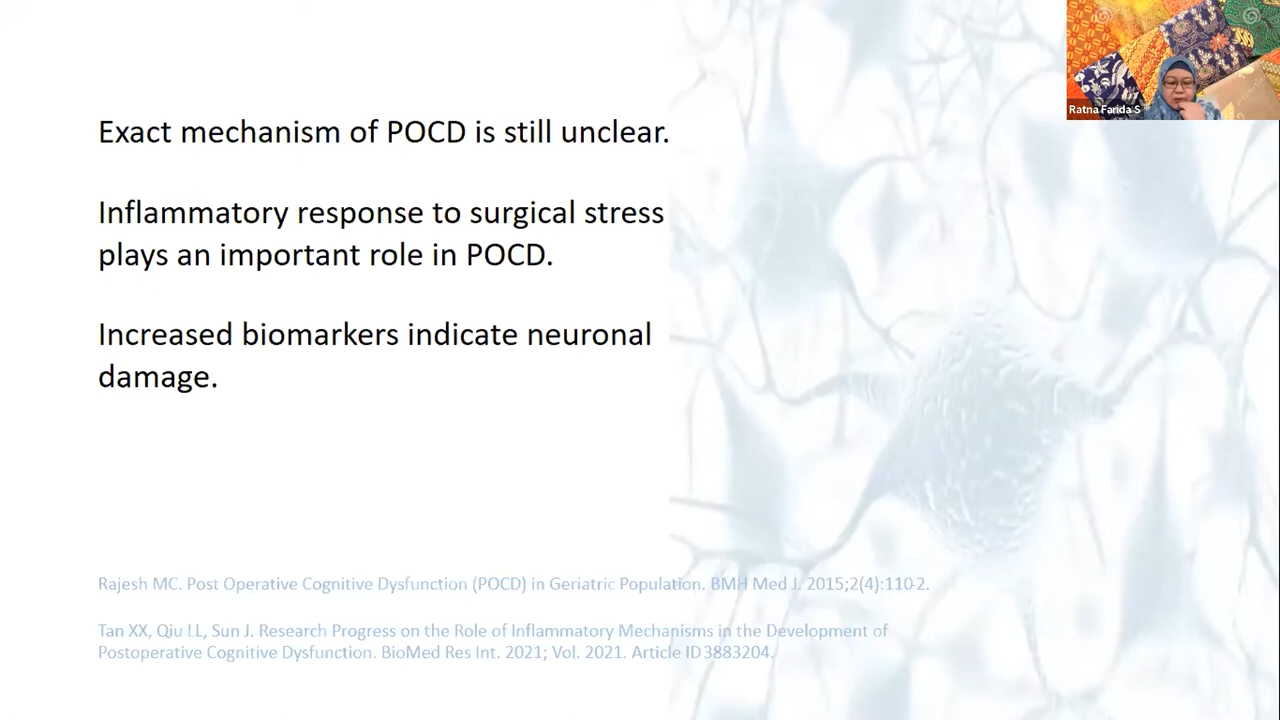 Exact mechanism of POCD is still unclear.
Inflammatory response to surgical stress
plays an important role in POCD.
Increased biomarkers indicate neuronal
damage.
Rajesh MC. Post Operative Cognitive Dysfunction (POCD) in Geriatric Population. BMH Med J. 2015;2(4):110-2.
Tan XX, Qiu LL, Sun J. Research Progress on the Role of Inflammatory Mechanisms in the Development of
Postoperative Cognitive Dysfunction. BioMed Res Int. 2021; Vol. 2021. Article ID 3883204.
Ratna Farida S